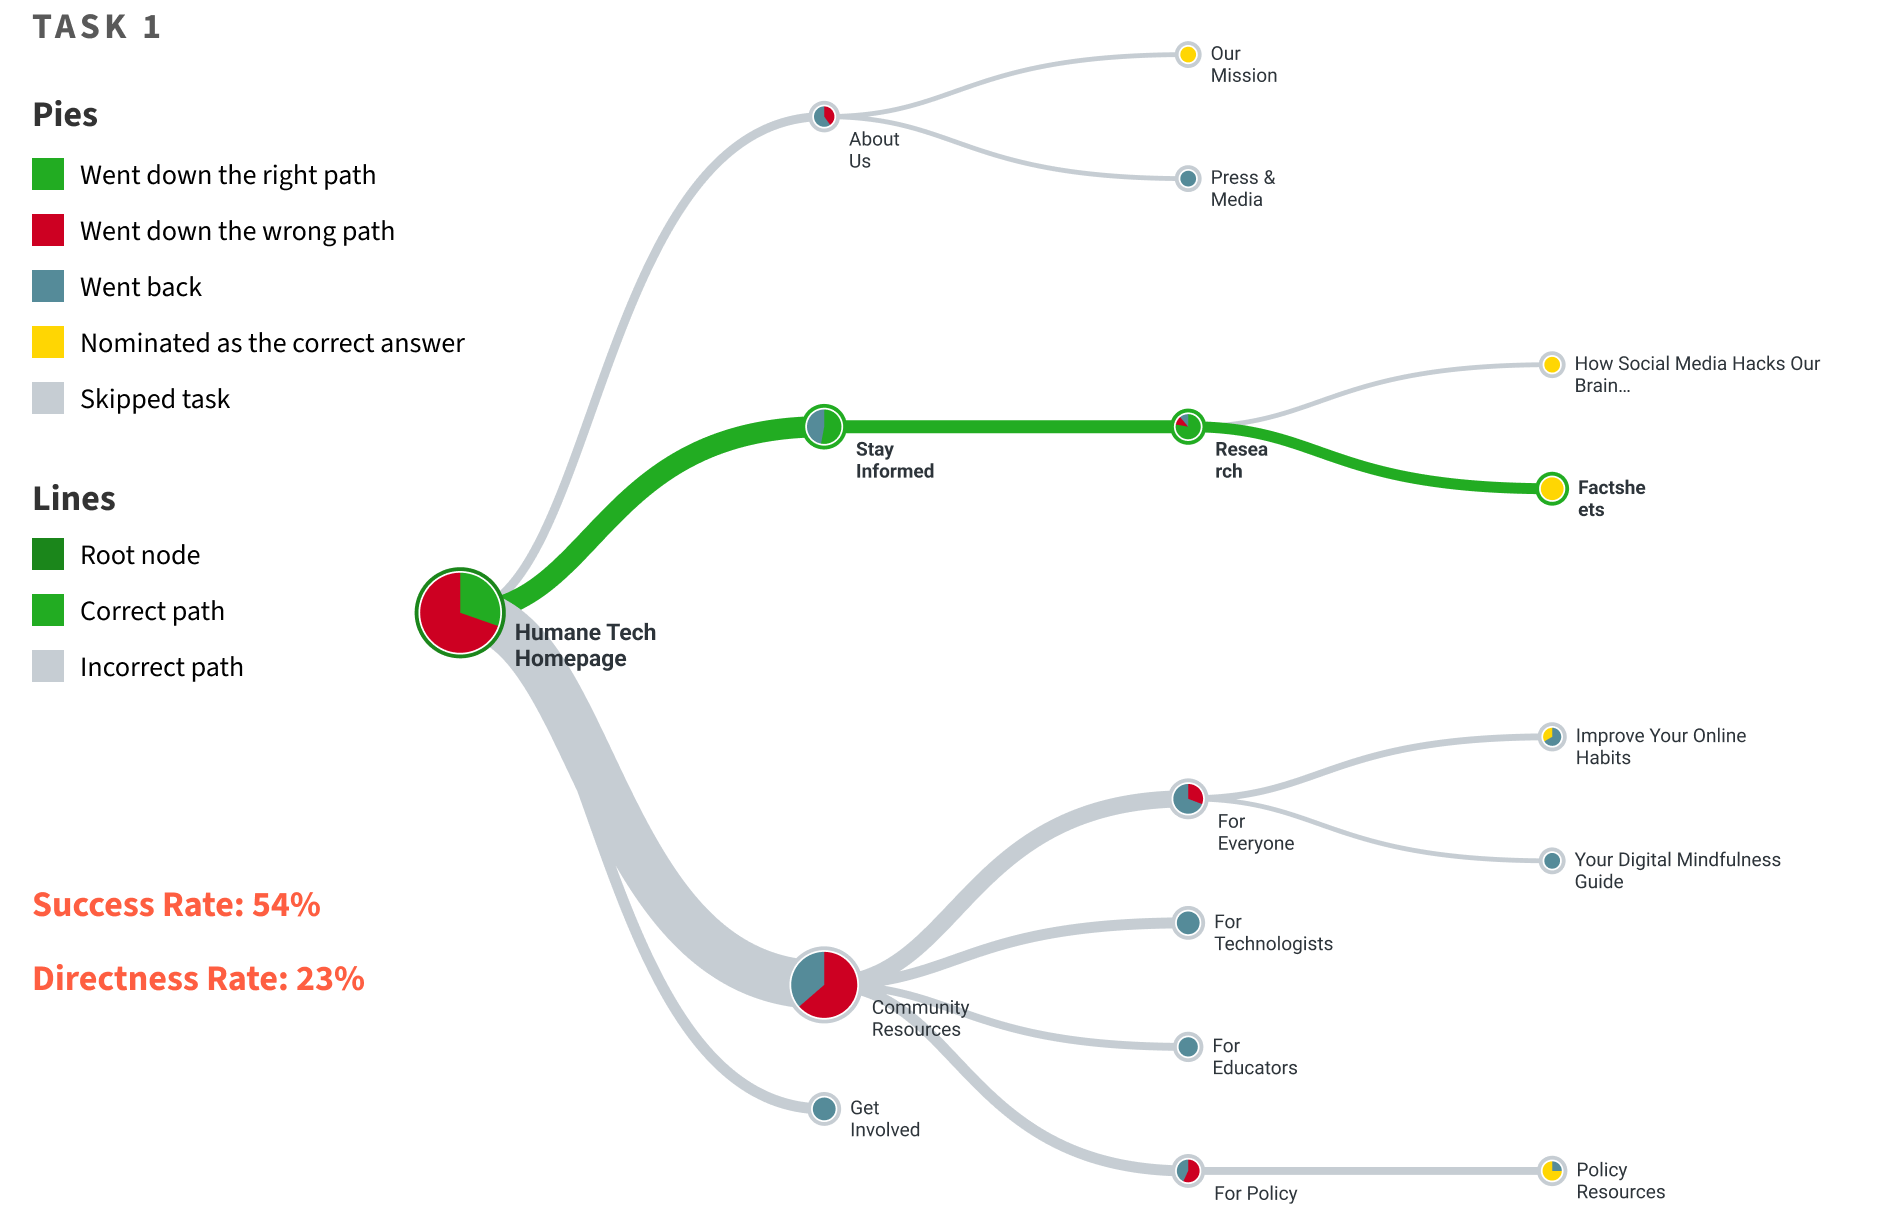 TASK 1
Pies
Went down the right path
Went down the wrong path
Went back
Nominated as the correct answer
Skipped task
Lines
Root node
Correct path
Incorrect path
Success Rate: 54%
Directness Rate: 23%
Humane Tech
Homepage
About
Us
Our
Mission
Press &
Media
Stay
Informed
Resea
rch
How Social Media Hacks Our
Brain...
Factshe
ets
Community
Resources
For
Everyone
Improve Your Online
Habits
Your Digital Mindfulness
Guide
For
Technologists
For
Educators
For Policy
Policy
Resources
Get
Involved